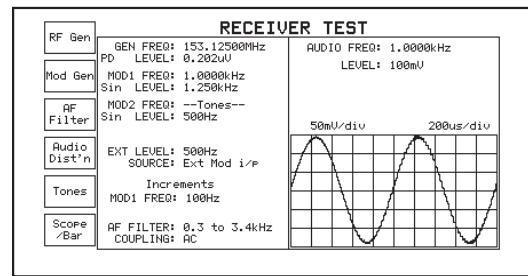 RECEIVER TEST
RF Gen
Mod Gen
AF
Filter
Audio
Dist'n
Tones
Scope
/Bar
GEN FREQ: 153.12500MHz
PD LEVEL: 0.202uV
MOD1 FREQ: 1.0000kHz
Sin LEVEL: 1.250kHz
MOD2 FREQ: --Tones--
Sin LEVEL: 500Hz
EXT LEVEL: 500Hz
SOURCE: Ext Mod i/P
Increments
MOD1 FREQ: 100Hz
AF FILTER: 0.3 to 3.4kHz
COUPLING: AC
AUDIO FREQ: 1.0000kHz
LEVEL: 100mV
50mV/div 200us/div